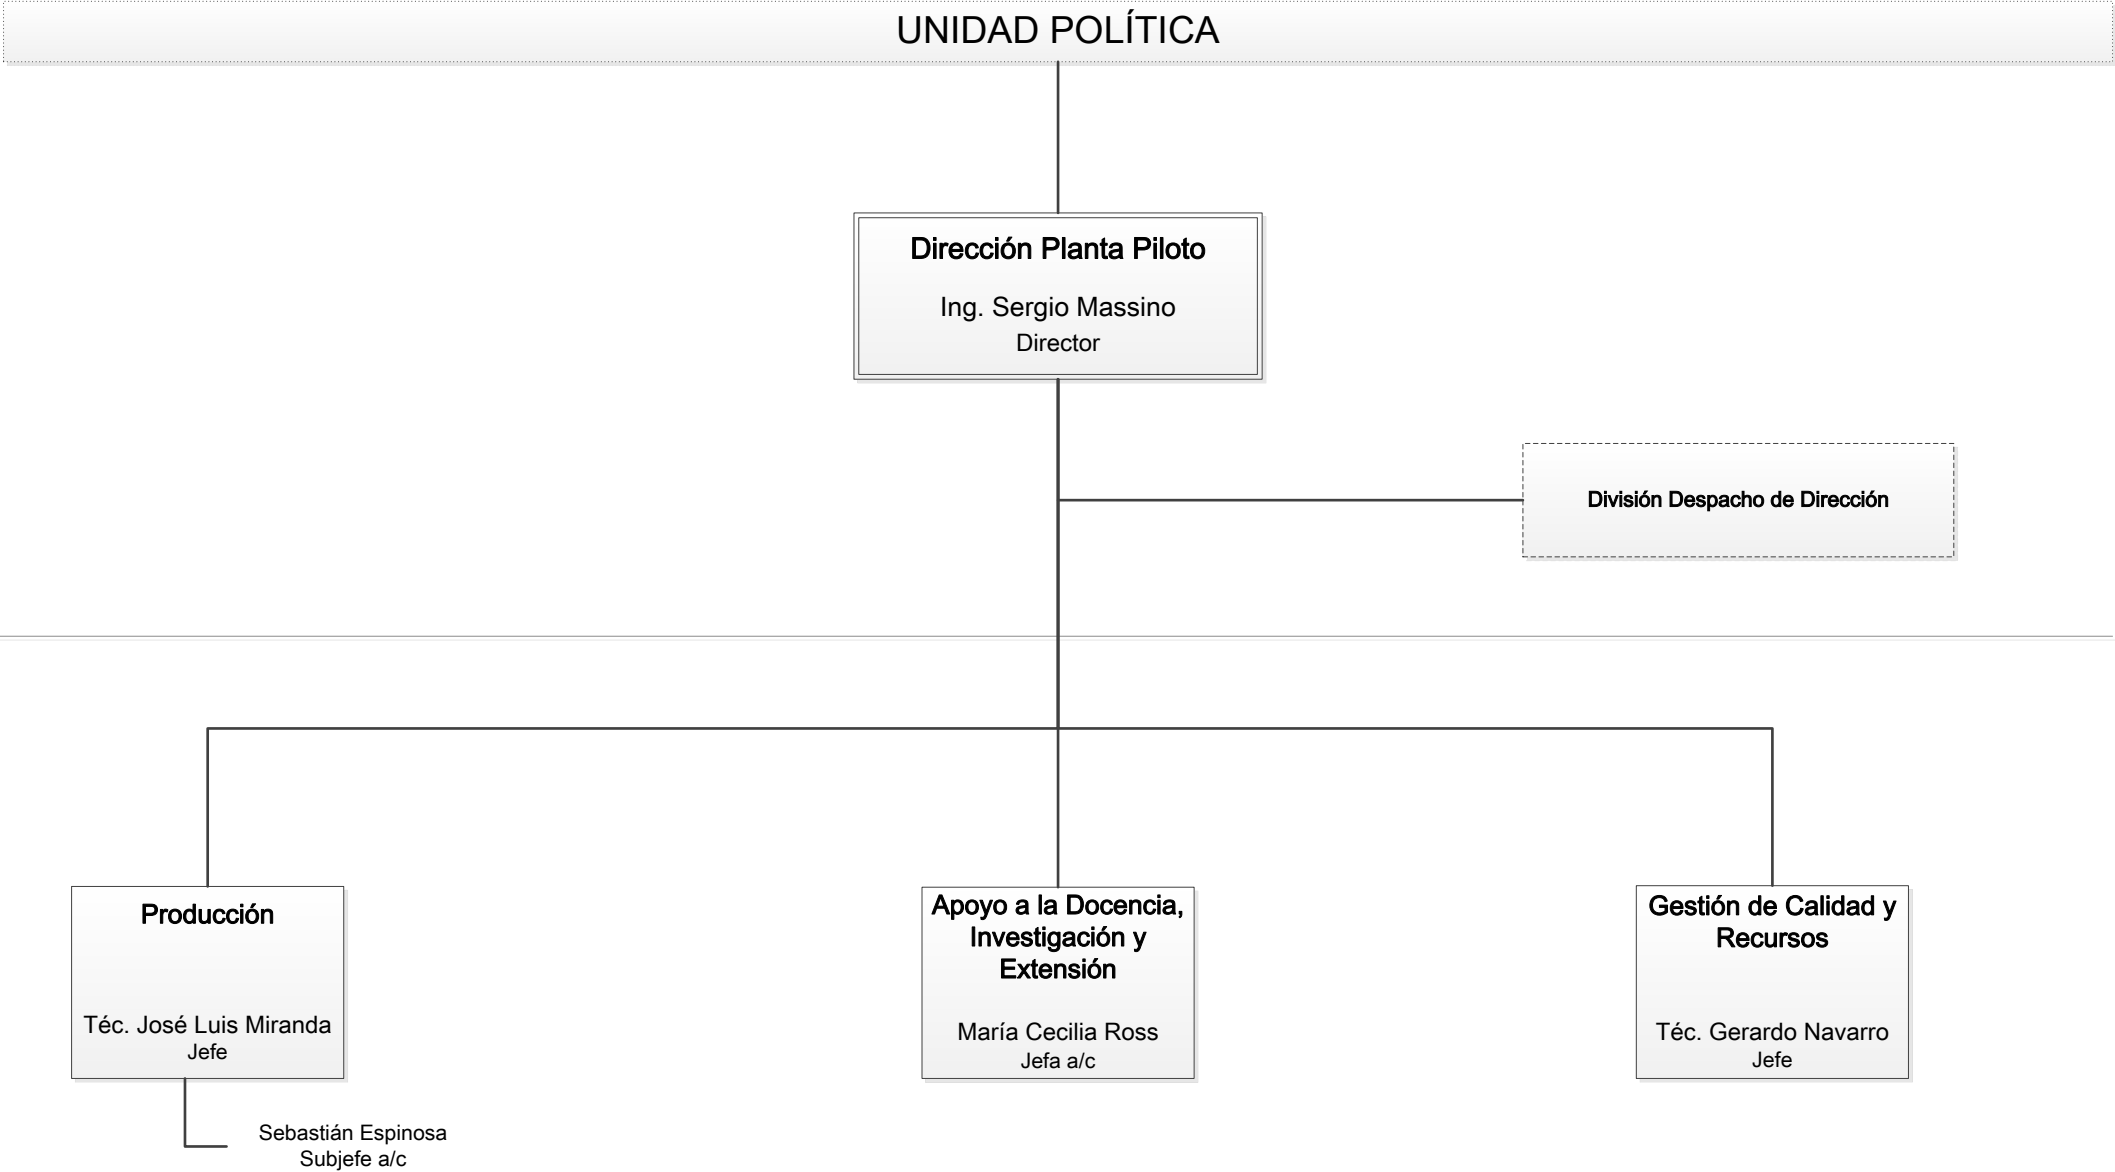 UNIDAD POLÍTICA
Dirección Planta Piloto
Ing. Sergio Massino
Director
División Despacho de Dirección
Producción
Téc. José Luis Miranda
Jefe
Sebastián Espinosa
Subjefe a/c
Apoyo a la Docencia,
Investigación y
Extensión
María Cecilia Ross
Jefa a/c
Gestión de Calidad y
Recursos
Téc. Gerardo Navarro
Jefe